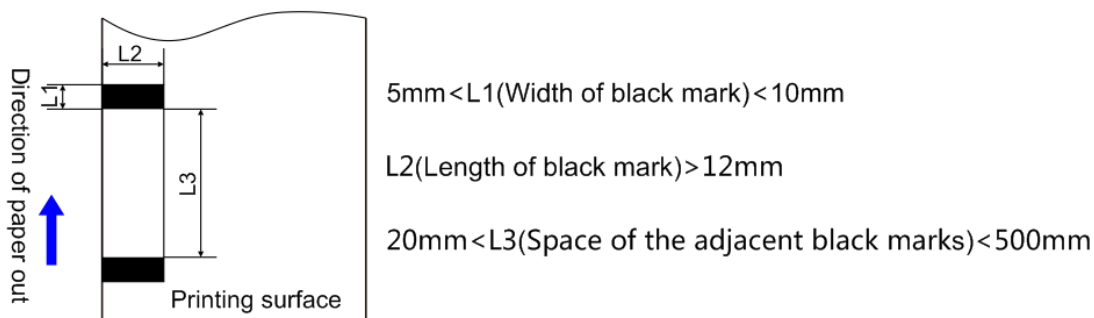 Direction of paper out
L2
L1
L3
Printing surface
5mm<L1(Width of black mark)<10mm
L2(Length of black mark)>12mm
20mm<L3(Space of the adjacent black marks)<500mm